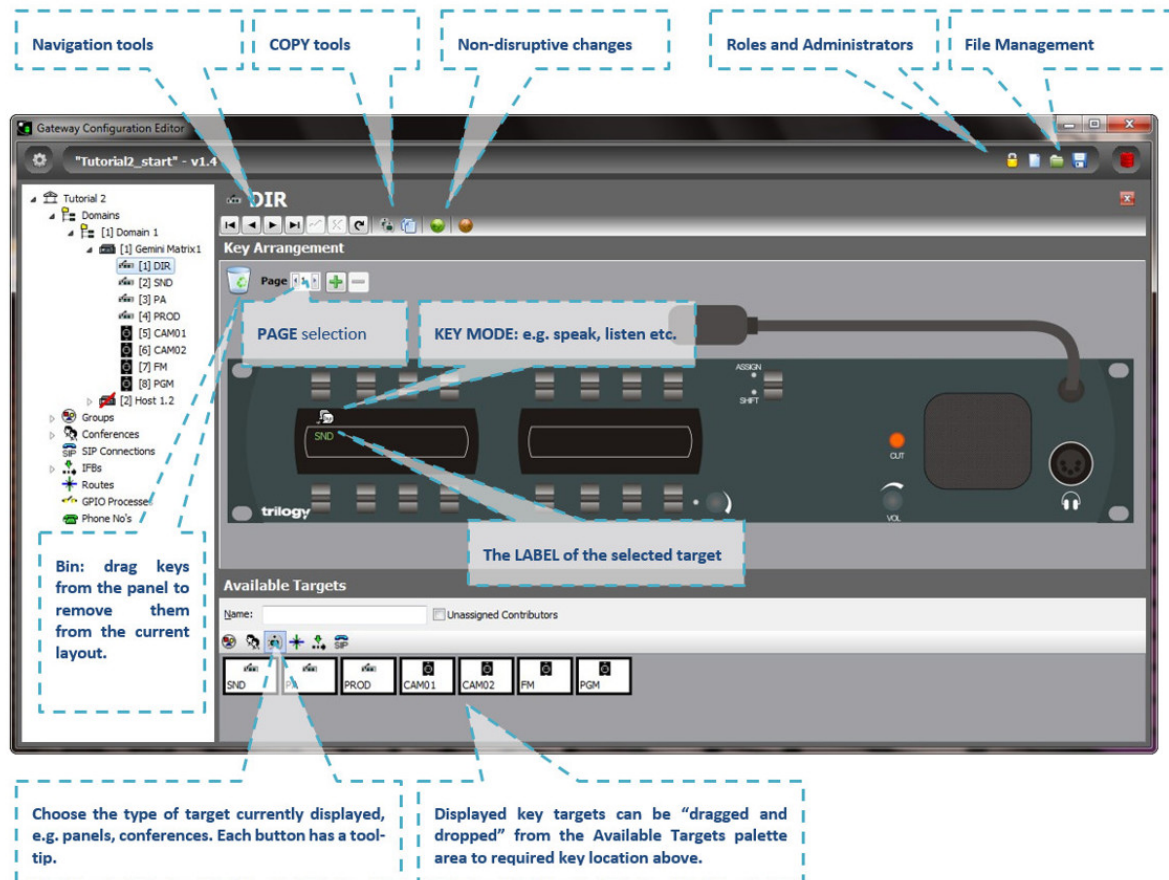 Navigation tools
COPY tools
Non-disruptive changes
Roles and Administrators
File Management
Gateway Configuration Editor
"Tutorial2_start" - v1.4
Tutorial 2
Domains
[1] Domain 1
[1] Gemini Matrix1
[1] DIR
[2] SND
[3] PA
[4] PROD
[5] CAM01
[6] CAM02
[7] FM
[8] PGM
[2] Host 1.2
Groups
Conferences
SIP
SIP Connections
IFBs
Routes
GPIO Processes
Phone No's
DIR
Key Arrangement
Page
PAGE selection
KEY MODE: e.g. speak, listen etc.
ASSIGN
SHIFT
SND
CUT
VOL
trilogy
The LABEL of the selected target
Bin: drag keys
from the panel to
remove them
from the current
layout.
Available Targets
Name:
Unassigned Contributors
SIP
SND
PA
PROD
CAM01
CAM02
FM
PGM
Choose the type of target currently displayed,
e.g. panels, conferences. Each button has a tool-
tip.
Displayed key targets can be “dragged and
dropped” from the Available Targets palette
area to required key location above.